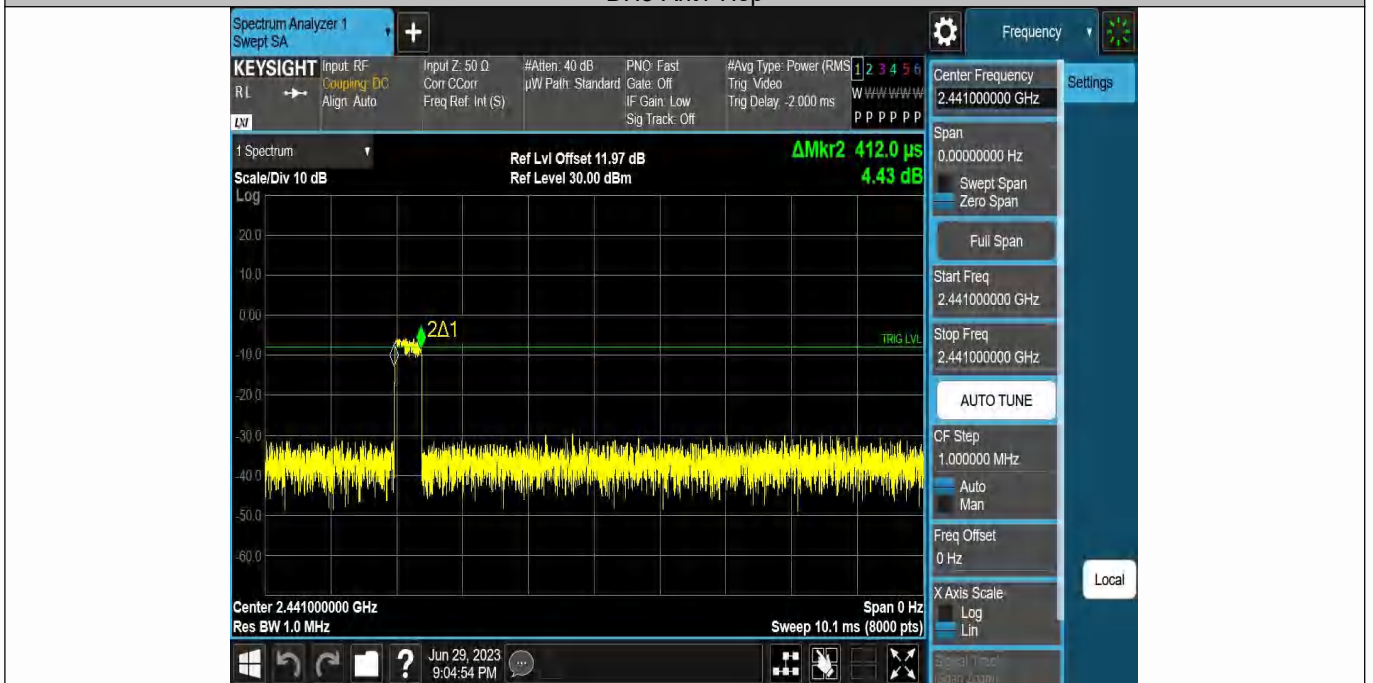 Spectrum Analyzer 1
Swept SA
+
Frequency
KEYSIGHT
RL
LXI
Input: RF
Coupling: DC
Align: Auto
Input Z: 50 Ω
Corr CCorr
Freq Ref: Int (S)
#Atten: 40 dB
µW Path: Standard
PNO: Fast
Gate: Off
IF Gain: Low
Sig Track: Off
#Avg Type: Power (RMS
Trig: Video
Trig Delay: -2.000 ms
1 2 3 4 5 6
W W W W W W
P P P P P P
Center Frequency
2.441000000 GHz
Settings
1 Spectrum
Scale/Div 10 dB
Ref Lvl Offset 11.97 dB
Ref Level 30.00 dBm
ΔMkr2 412.0 µs
4.43 dB
Span
0.00000000 Hz
Swept Span
Zero Span
Full Span
Start Freq
2.441000000 GHz
Stop Freq
2.441000000 GHz
AUTO TUNE
CF Step
1.000000 MHz
Auto
Man
Freq Offset
0 Hz
X Axis Scale
Log
Lin
Local
Log
20.0
10.0
0.00
-10.0
-20.0
-30.0
-40.0
-50.0
-60.0
2Δ1
TRIG LVL
Center 2.441000000 GHz
Res BW 1.0 MHz
Span 0 Hz
Sweep 10.1 ms (8000 pts)
?
Jun 29, 2023
9:04:54 PM